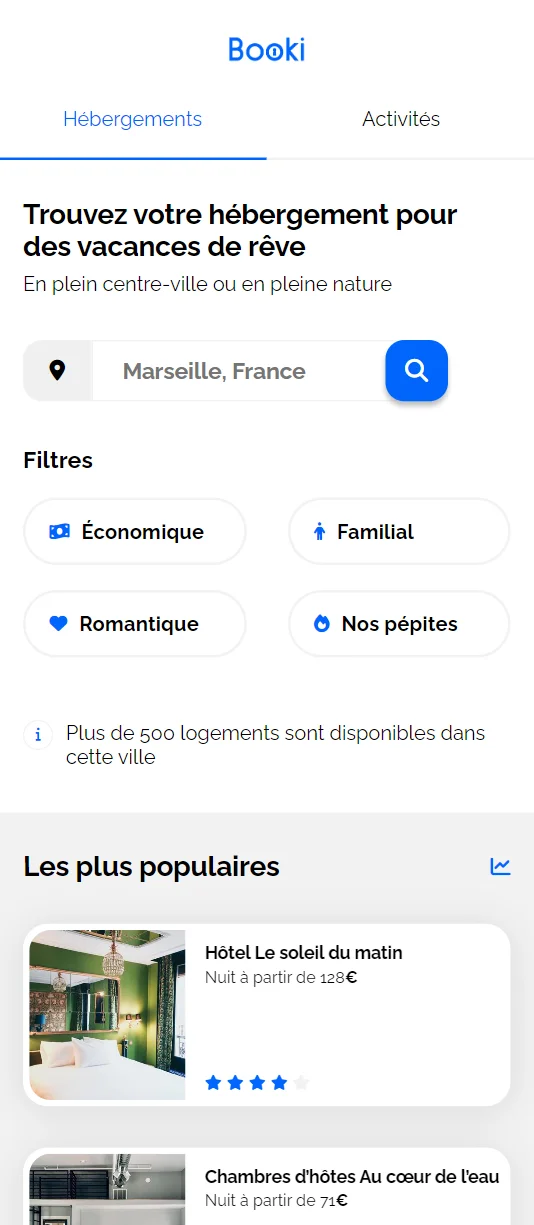 Booki
Hébergements
Activités
Trouvez votre hébergement pour
des vacances de rêve
En plein centre-ville ou en pleine nature
Marseille, France
Filtres
Économique
Familial
Romantique
Nos pépites
Plus de 500 logements sont disponibles dans
cette ville
Les plus populaires
Hôtel Le soleil du matin
Nuit à partir de 128€
Chambres d'hôtes Au cœur de l'eau
Nuit à partir de 71€